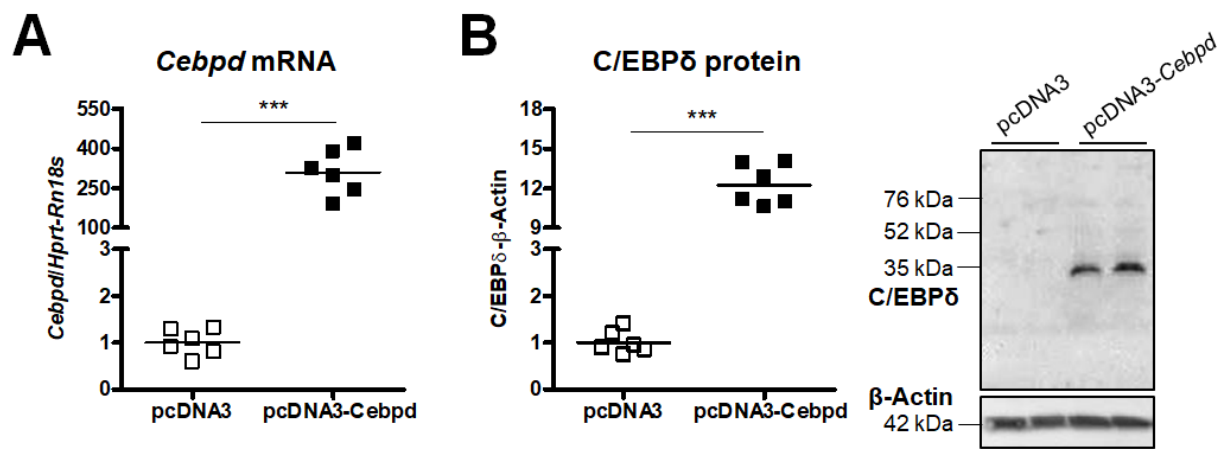 A
Cebpd mRNA
Cebpd/Hprt-Rn18s
550
400
250
100
3
2
1
0
***
pcDNA3
pcDNA3-Cebpd
B
C/EBPδ protein
C/EBPδ-β-Actin
18
15
12
9
3
2
1
0
***
pcDNA3
pcDNA3-Cebpd
pcDNA3
pcDNA3-Cebpd
76 kDa
52 kDa
35 kDa
C/EBPδ
β-Actin
42 kDa